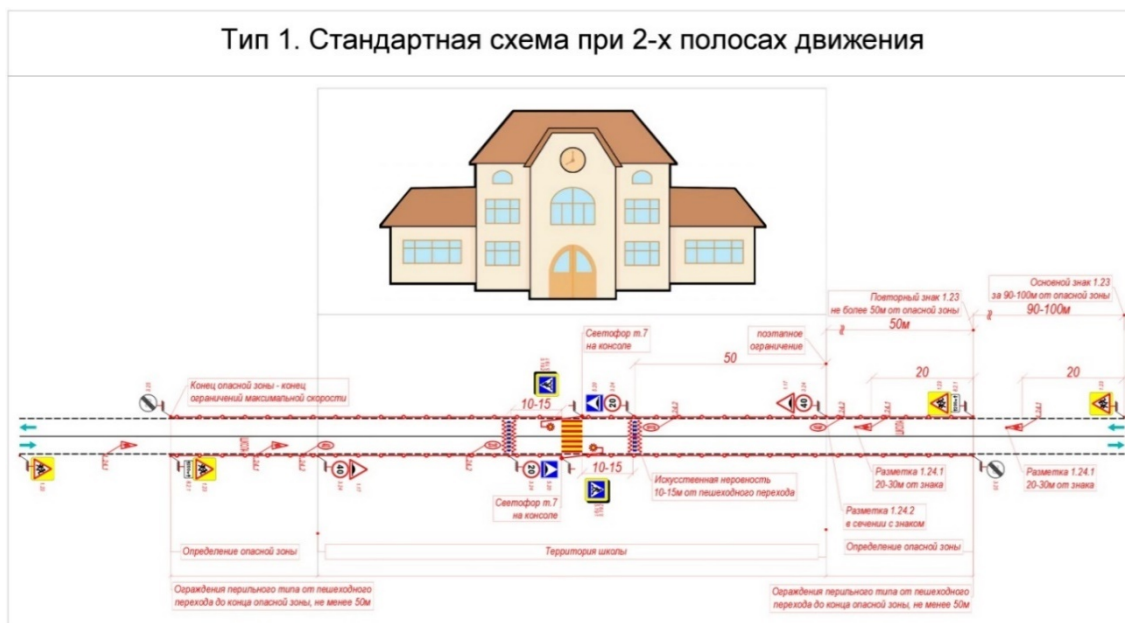 Тип 1. Стандартная схема при 2-х полосах движения
Основной знак 1.23
за 90-100м от опасной зоны
90-100м
Повторный знак 1.23
не более 50м от опасной зоны
50м
Светофор т.7
на консоле
поэтапное
ограничение
50
20
20
Конец опасной зоны - конец
ограничений максимальной скорости
10-15
20
40
40
20
10-15
Искусственная неровность
10-15м от пешеходного перехода
Разметка 1.24.1
20-30м от знака
Разметка 1.24.1
20-30м от знака
Светофор т.7
на консоле
Разметка 1.24.2
в сечении с знаком
Определение опасной зоны
Территория школы
Определение опасной зоны
Ограждения перильного типа от пешеходного
перехода до конца опасной зоны, не менее 50м
Ограждения перильного типа от пешеходного
перехода до конца опасной зоны, не менее 50м